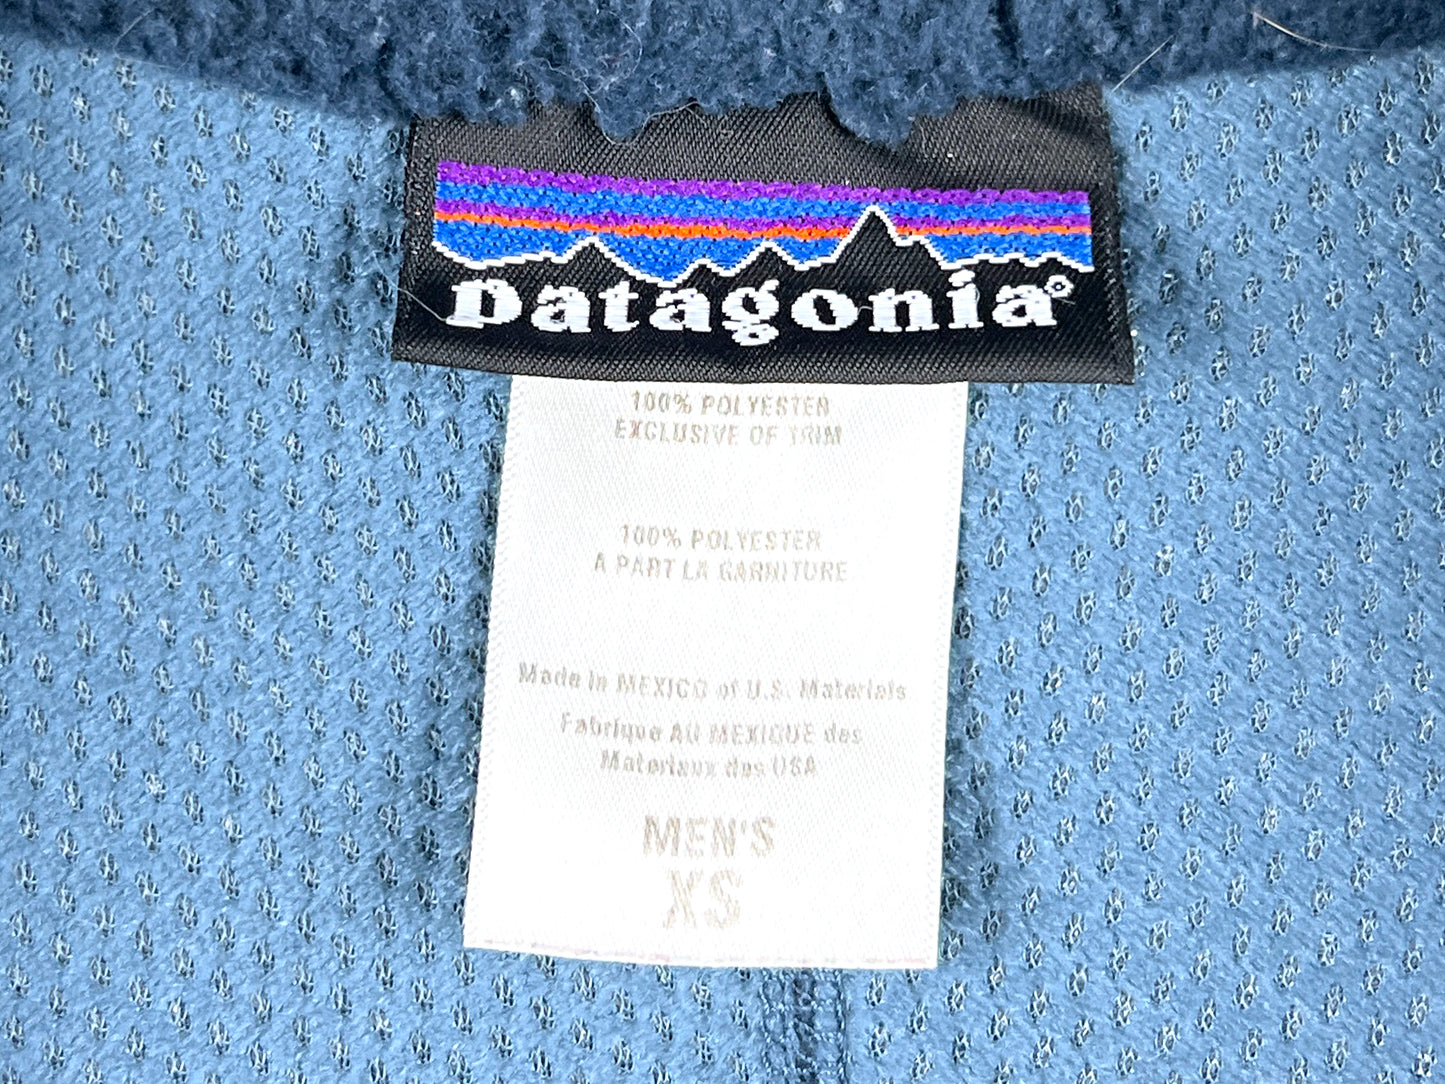 patagonia°
100% POLYESTER
EXCLUSIVE OF TRIM
100% POLYESTER
A PART LA GARNITURE
Made in MEXICO of U.S. Materials
Fabrique AU MEXIQUE des
Materiaux des USA
MEN'S
XS